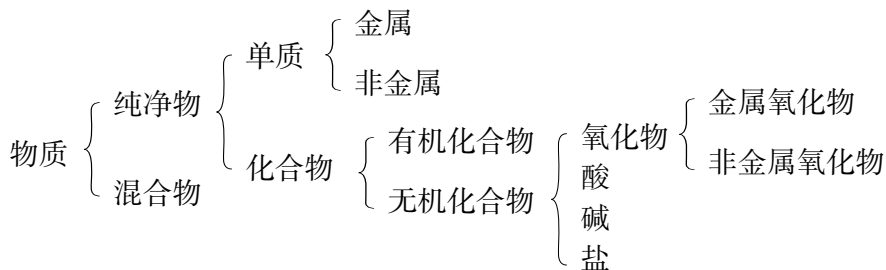 物质
纯净物
混合物
单质
化合物
金属
非金属
有机化合物
无机化合物
氧化物
酸
碱
盐
金属氧化物
非金属氧化物